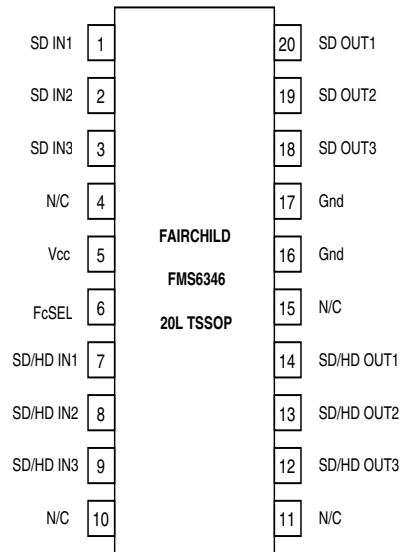 SD IN1 1 20 SD OUT1
SD IN2 2 19 SD OUT2
SD IN3 3 18 SD OUT3
N/C 4 17 Gnd
Vcc 5 16 Gnd
FAIRCHILD
FMS6346
20L TSSOP
FcSEL 6 15 N/C
SD/HD IN1 7 14 SD/HD OUT1
SD/HD IN2 8 13 SD/HD OUT2
SD/HD IN3 9 12 SD/HD OUT3
N/C 10 11 N/C